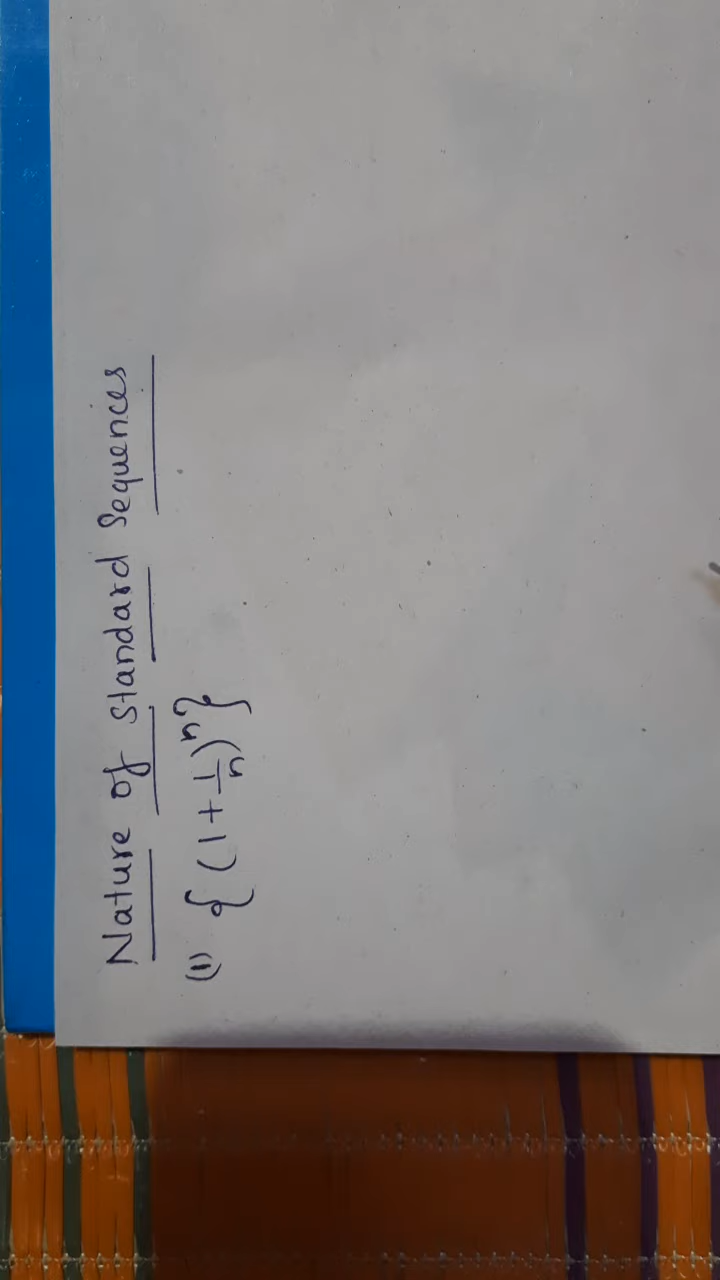 Nature of Standard Sequences
(1) { (1 + 1/n)^n }